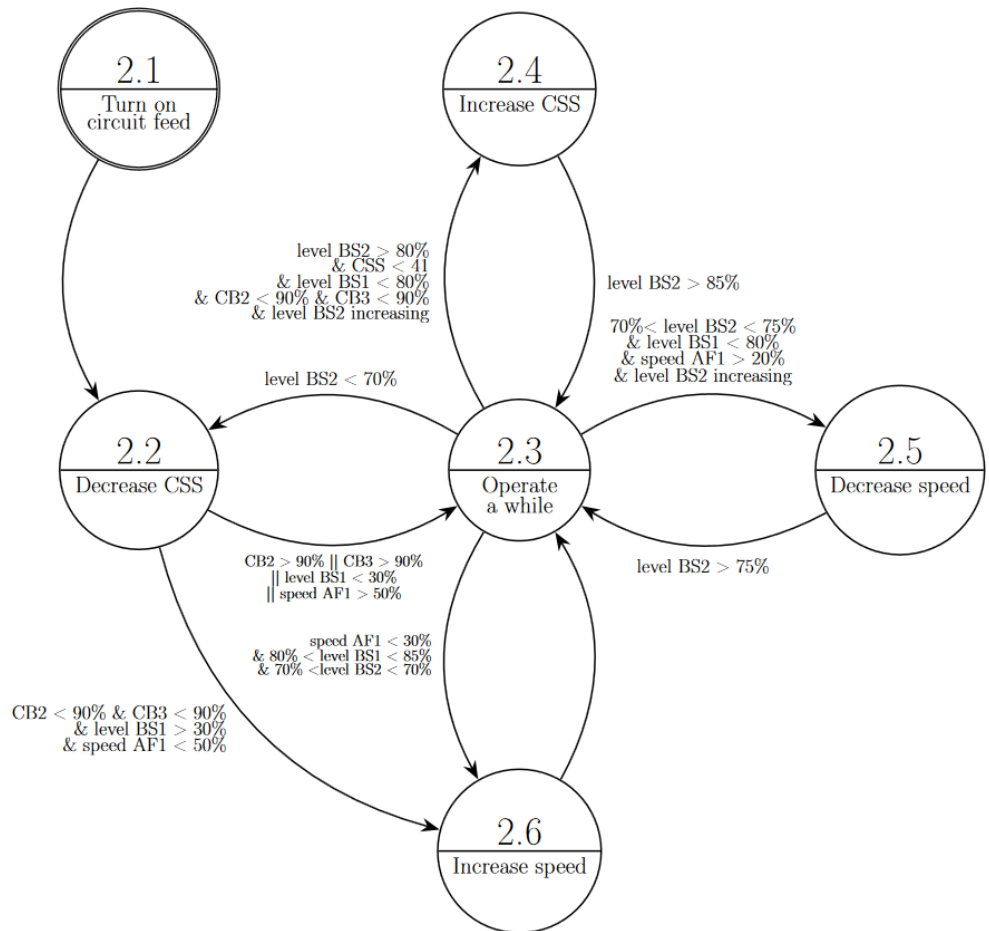 2.1
Turn on
circuit feed
2.4
Increase CSS
level BS2 > 80%
& CSS < 41
& level BS1 < 80%
& CB2 < 90% & CB3 < 90%
& level BS2 increasing
level BS2 > 85%
70%< level BS2 < 75%
& level BS1 < 80%
& speed AF1 > 20%
& level BS2 increasing
level BS2 < 70%
2.2
Decrease CSS
2.3
Operate
a while
2.5
Decrease speed
CB2 > 90% || CB3 > 90%
|| level BS1 < 30%
|| speed AF1 > 50%
level BS2 > 75%
speed AF1 < 30%
& 80% < level BS1 < 85%
& 70% <level BS2 < 70%
CB2 < 90% & CB3 < 90%
& level BS1 > 30%
& speed AF1 < 50%
2.6
Increase speed